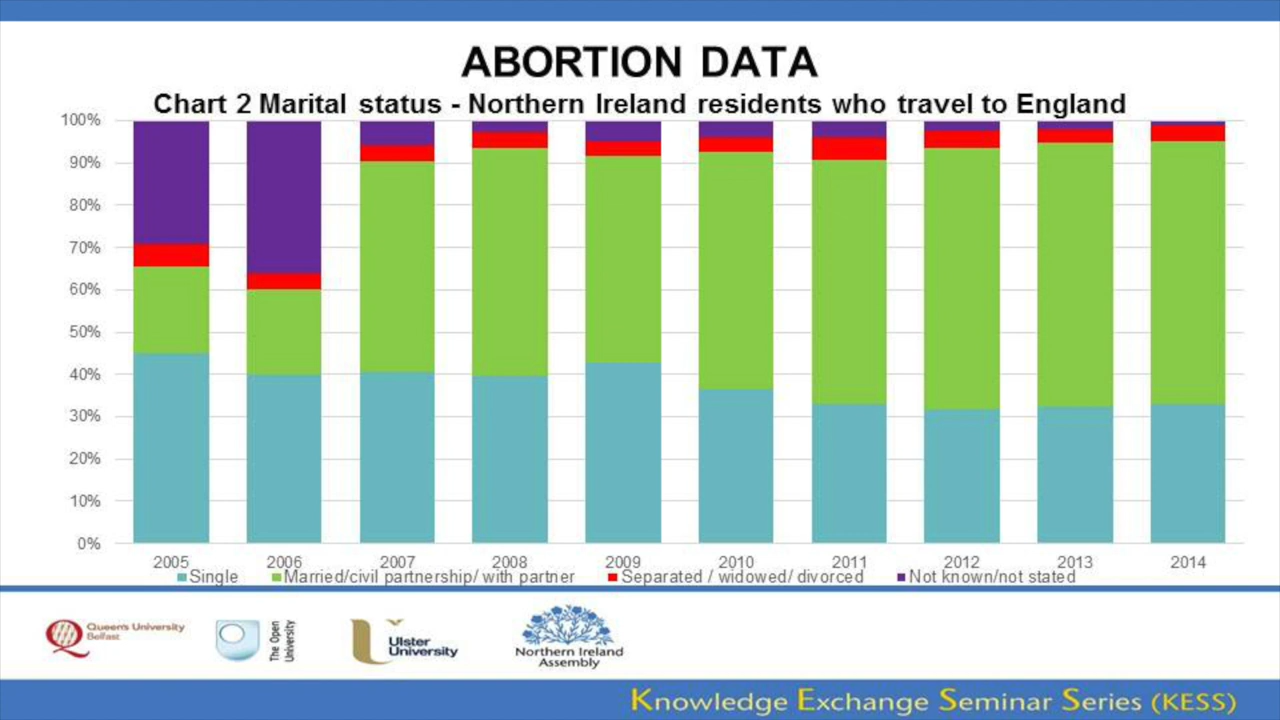 ABORTION DATA
Chart 2 Marital status - Northern Ireland residents who travel to England
100%
90%
80%
70%
60%
50%
40%
30%
20%
10%
0%
2005 2006 2007 2008 2009 2010 2011 2012 2013 2014
Single Married/civil partnership/ with partner Separated / widowed/ divorced Not known/not stated
Queen's University
Belfast
The Open
University
Ulster
University
Northern Ireland
Assembly
Knowledge Exchange Seminar Series (KESS)